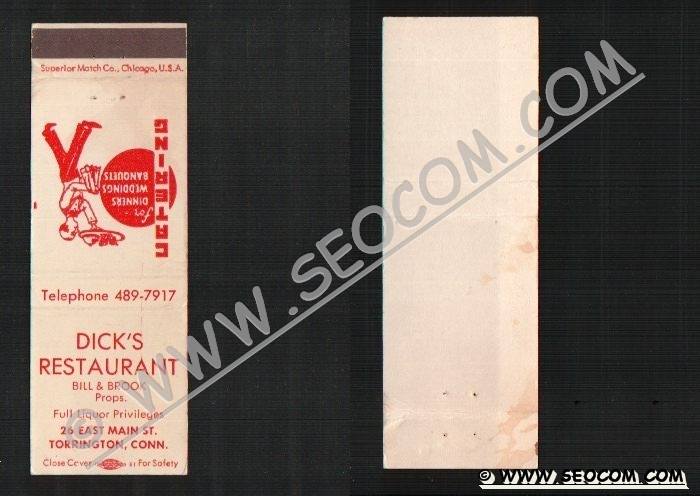 Superior Match Co., Chicago, U.S.A.
CATERING
for
DINNERS
WEDDINGS
BANQUETS
Telephone 489-7917
DICK'S
RESTAURANT
BILL & BROOK
Props.
Full Liquor Privileges
26 EAST MAIN ST.
TORRINGTON, CONN.
Close Cover For Safety
© WWW.SEOCOM.COM
© WWW.SEOCOM.COM